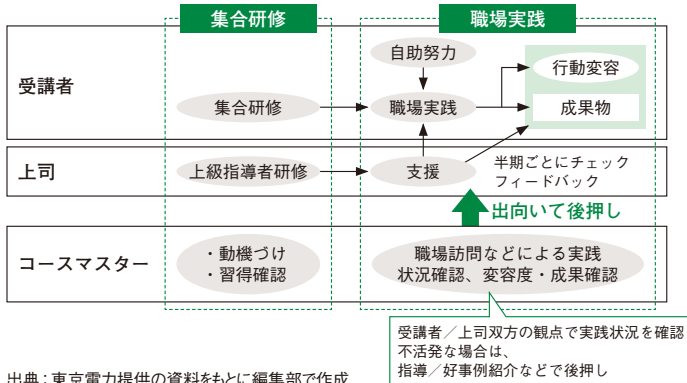 集合研修
職場実践
受講者
自助努力
行動変容
集合研修
職場実践
成果物
上司
上級指導者研修
支援
半期ごとにチェック
フィードバック
出向いて後押し
コースマスター
・動機づけ
・習得確認
職場訪問などによる実践
状況確認、変容度・成果確認
受講者／上司双方の観点で実践状況を確認
不活発な場合は、
指導／好事例紹介などで後押し
出典：東京電力提供の資料をもとに編集部で作成